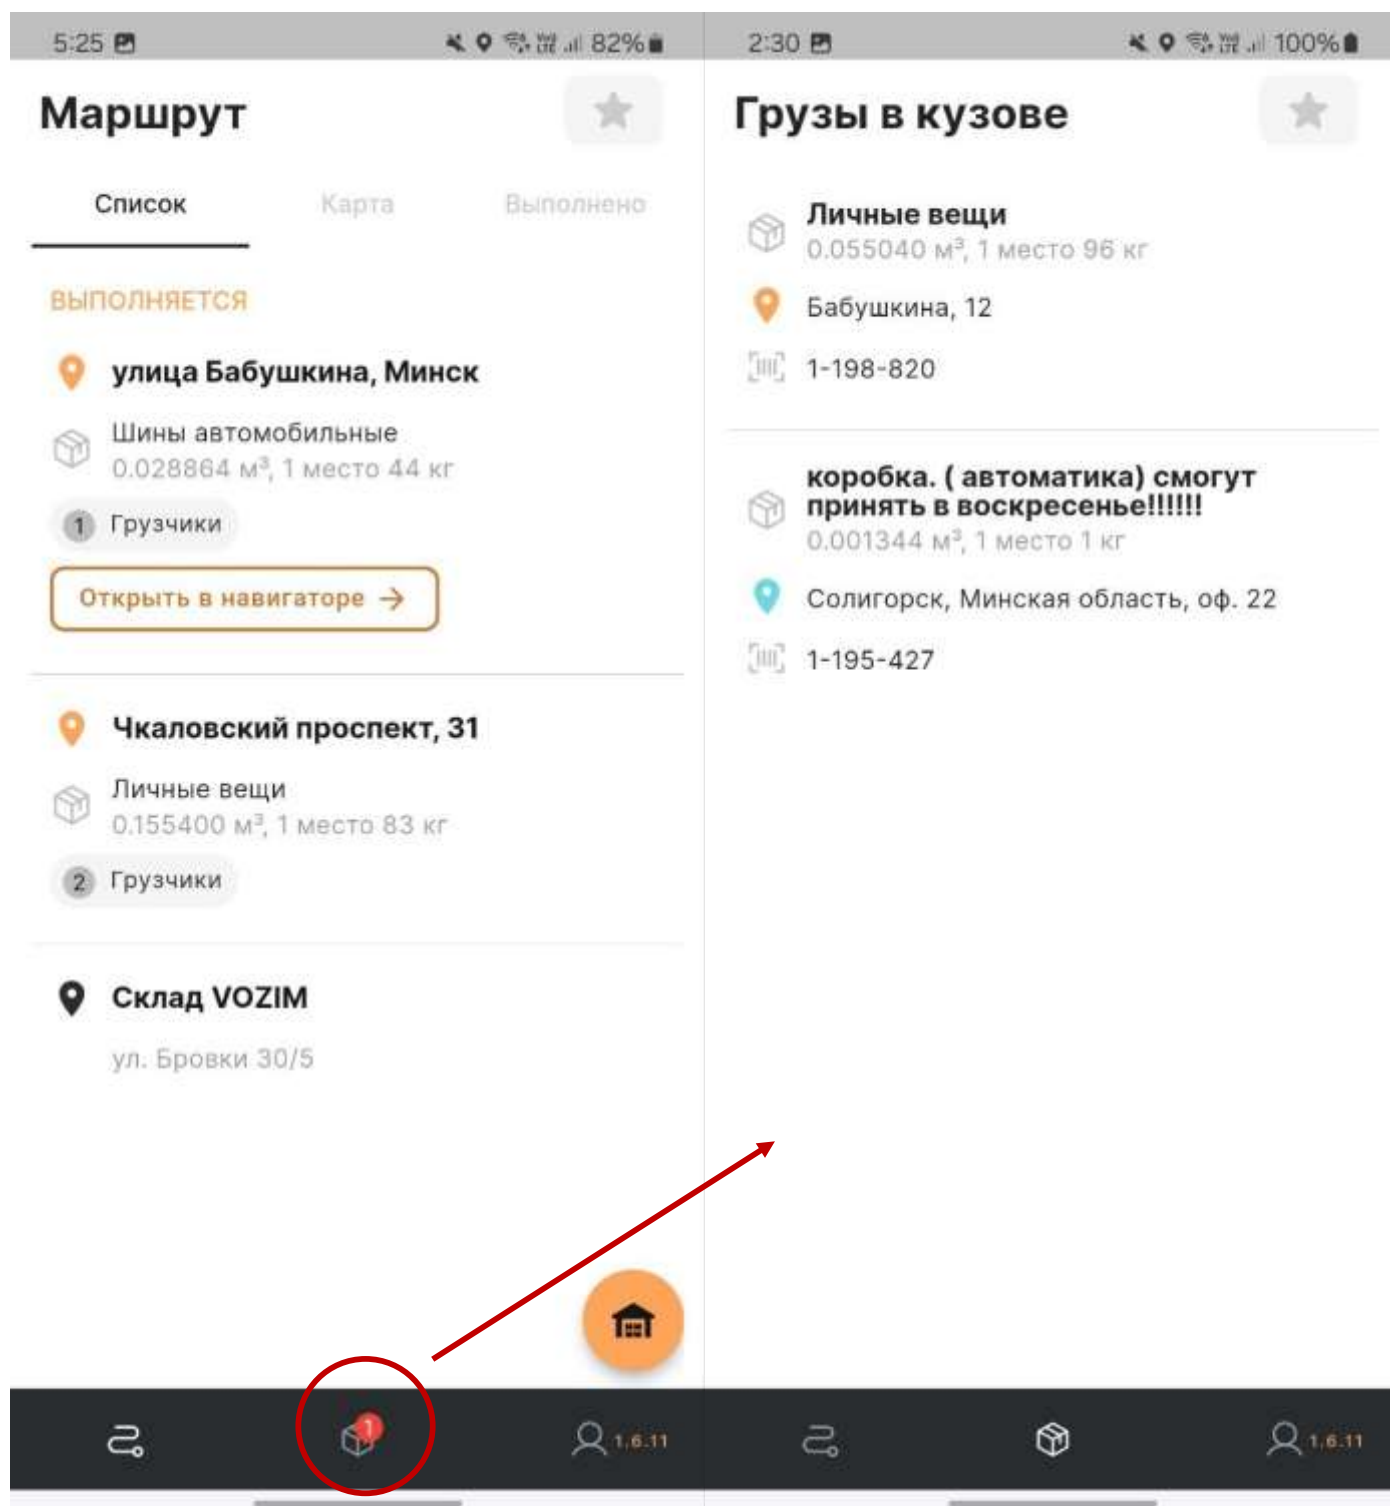 5:25
82%
Маршрут
Список
Карта
Выполнено
ВЫПОЛНЯЕТСЯ
улица Бабушкина, Минск
Шины автомобильные
0.028864 м³, 1 место 44 кг
1 Грузчики
Открыть в навигаторе →
Чкаловский проспект, 31
Личные вещи
0.155400 м³, 1 место 83 кг
2 Грузчики
Склад VOZIM
ул. Бровки 30/5
1
1.6.11
2:30
100%
Грузы в кузове
Личные вещи
0.055040 м³, 1 место 96 кг
Бабушкина, 12
1-198-820
коробка. ( автоматика) смогут
принять в воскресенье!!!!!!
0.001344 м³, 1 место 1 кг
Солигорск, Минская область, оф. 22
1-195-427
1.6.11